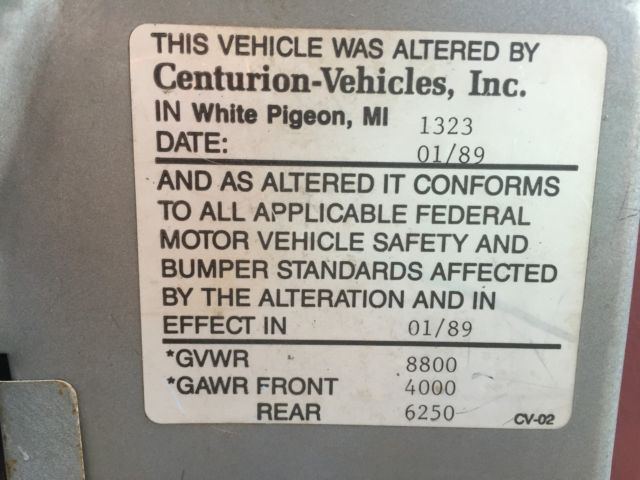 THIS VEHICLE WAS ALTERED BY
Centurion-Vehicles, Inc.
IN White Pigeon, MI 1323
DATE: 01/89
AND AS ALTERED IT CONFORMS
TO ALL APPLICABLE FEDERAL
MOTOR VEHICLE SAFETY AND
BUMPER STANDARDS AFFECTED
BY THE ALTERATION AND IN
EFFECT IN 01/89
*GVWR 8800
*GAWR FRONT 4000
REAR 6250
CV-02